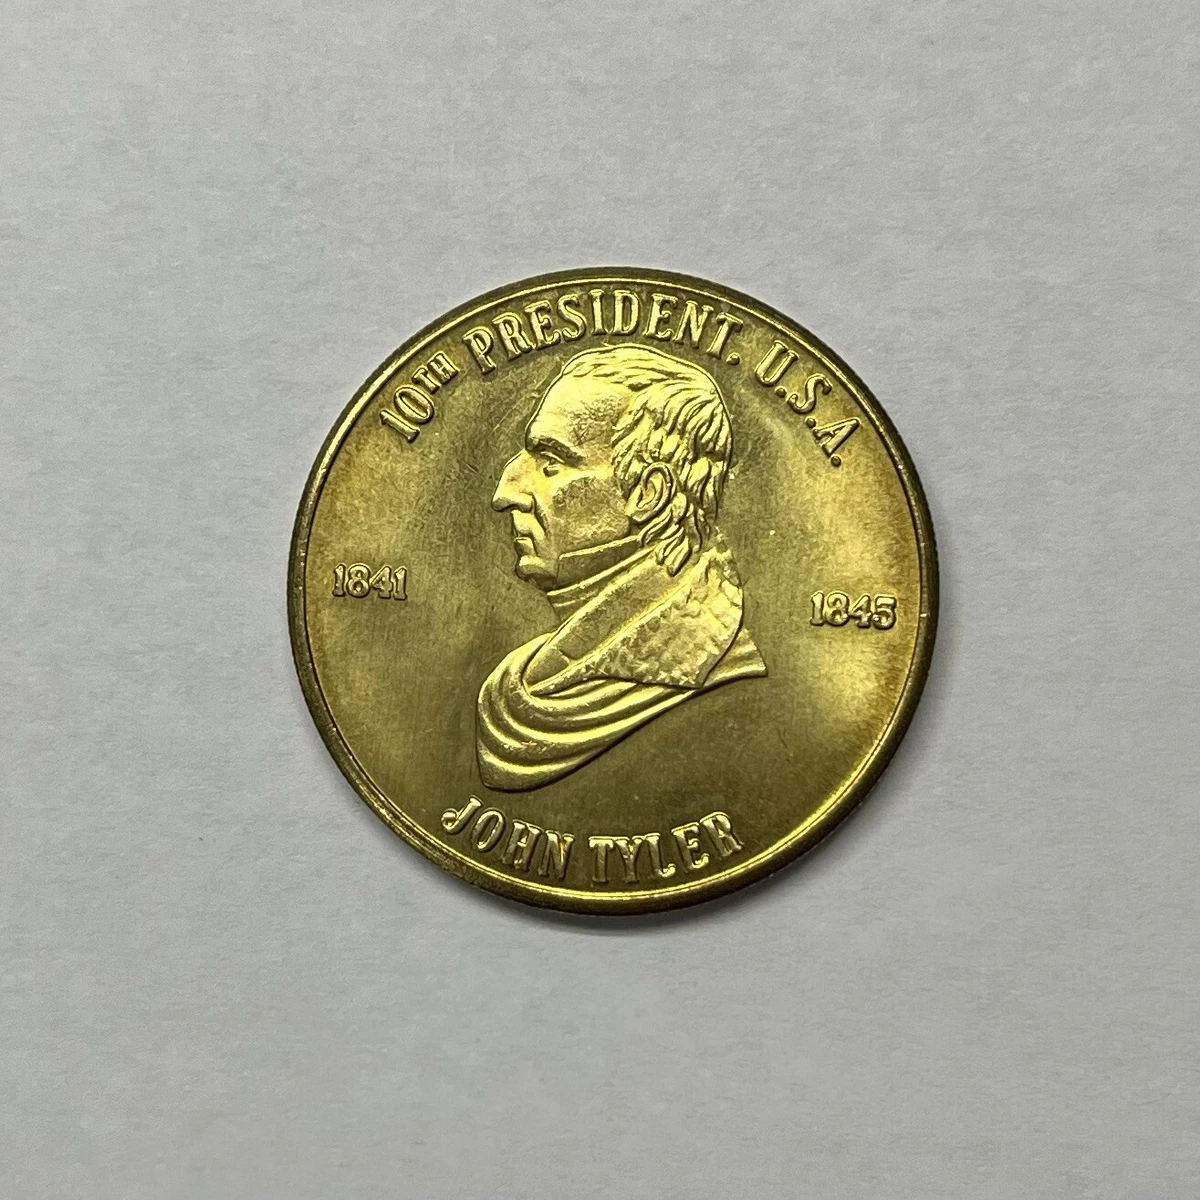 10TH PRESIDENT. U.S.A.
1841
1845
JOHN TYLER